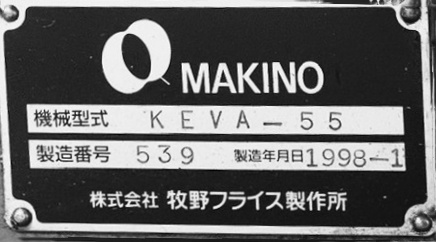 MAKINO
機械型式 KEVA-55
製造番号 539 製造年月日 1998-1
株式会社 牧野フライス製作所